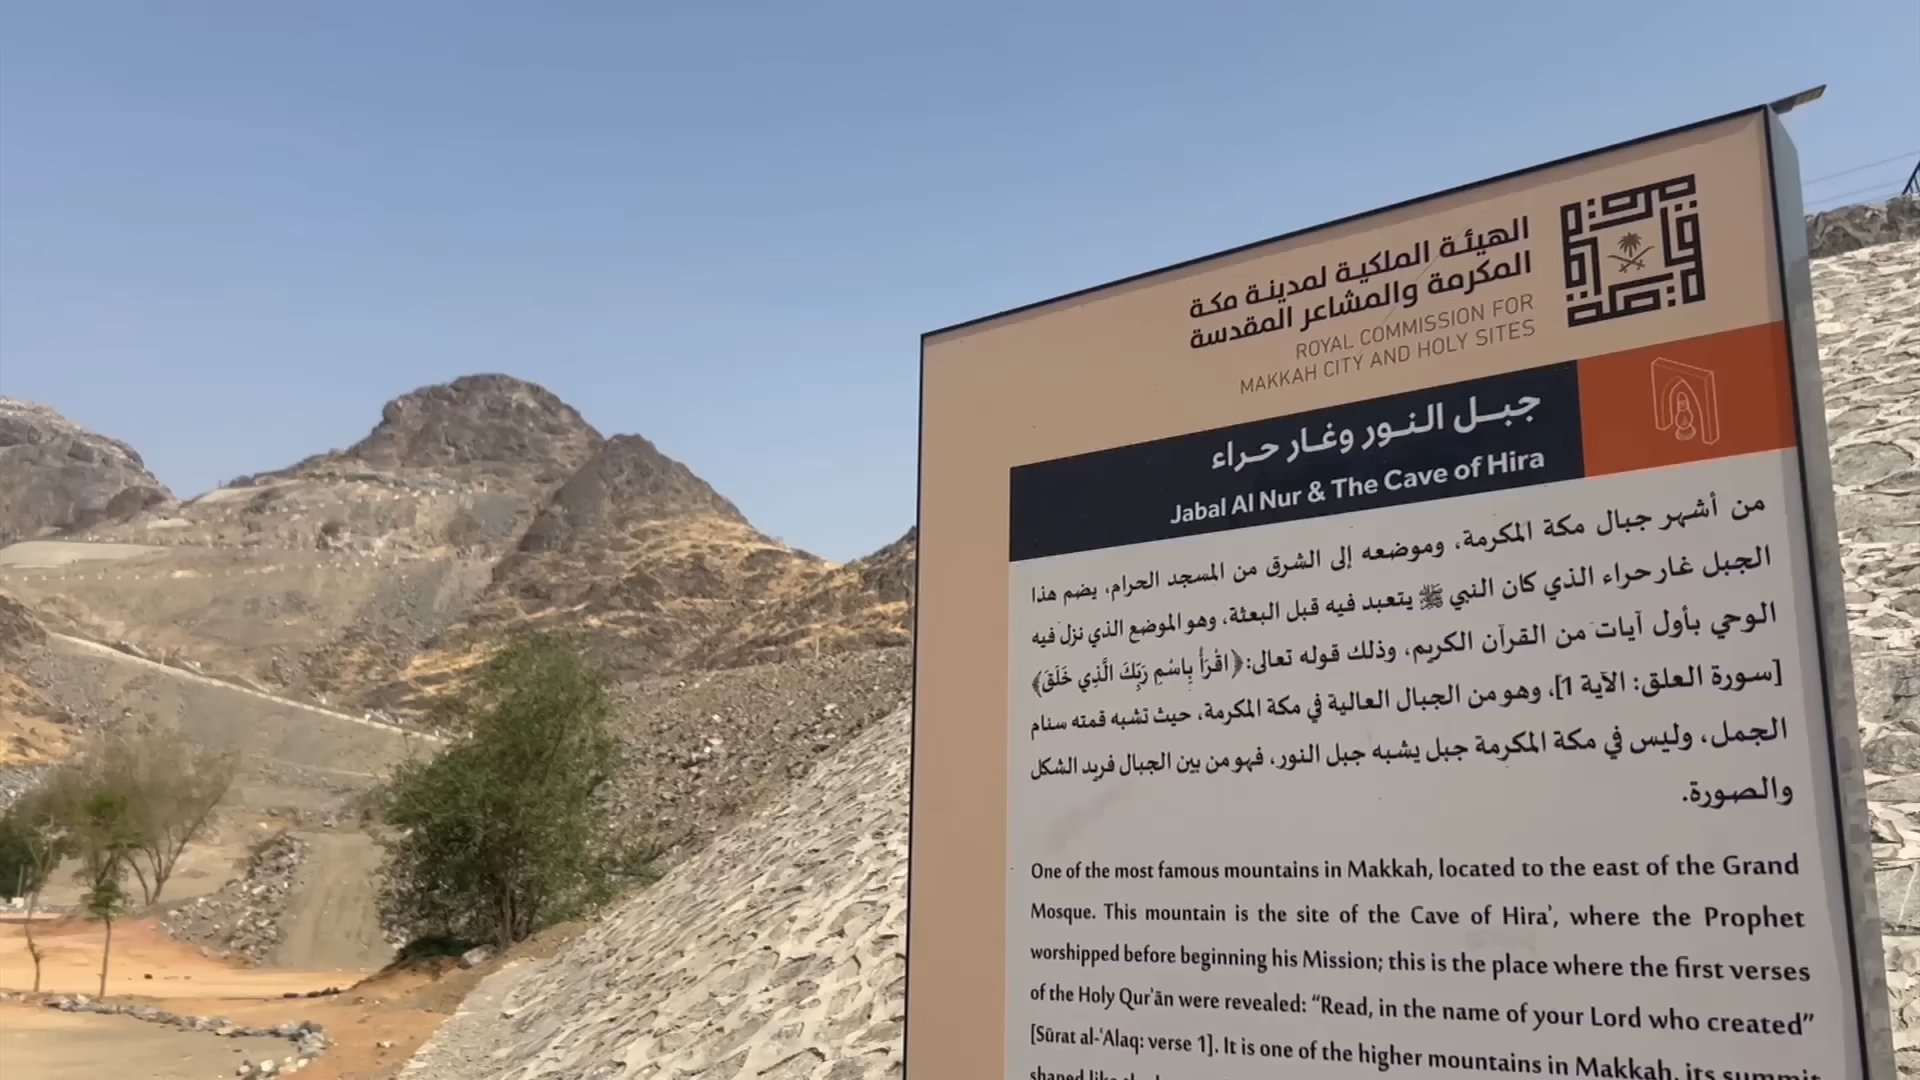 الهيئة الملكية لمدينة مكة
المكرمة والمشاعر المقدسة
ROYAL COMMISSION FOR
MAKKAH CITY AND HOLY SITES
جبل النور وغار حراء
Jabal Al Nur & The Cave of Hira
من أشهر جبال مكة المكرمة، وموضعه إلى الشرق من المسجد الحرام، يضم هذا
الجبل غار حراء الذي كان النبي ﷺ يتعبد فيه قبل البعثة، وهو الموضع الذي نزل فيه
الوحي بأول آيات من القرآن الكريم، وذلك قوله تعالى: ﴿اقْرَأْ بِاسْمِ رَبِّكَ الَّذِي خَلَقَ﴾
[سورة العلق: الآية 1]، وهو من الجبال العالية في مكة المكرمة، حيث تشبه قمته سنام
الجمل، وليس في مكة المكرمة جبل يشبه جبل النور، فهو من بين الجبال فريد الشكل
والصورة.
One of the most famous mountains in Makkah, located to the east of the Grand
Mosque. This mountain is the site of the Cave of Hira', where the Prophet
worshipped before beginning his Mission; this is the place where the first verses
of the Holy Qur'ān were revealed: “Read, in the name of your Lord who created”
[Sūrat al-'Alaq: verse 1]. It is one of the higher mountains in Makkah, its summit